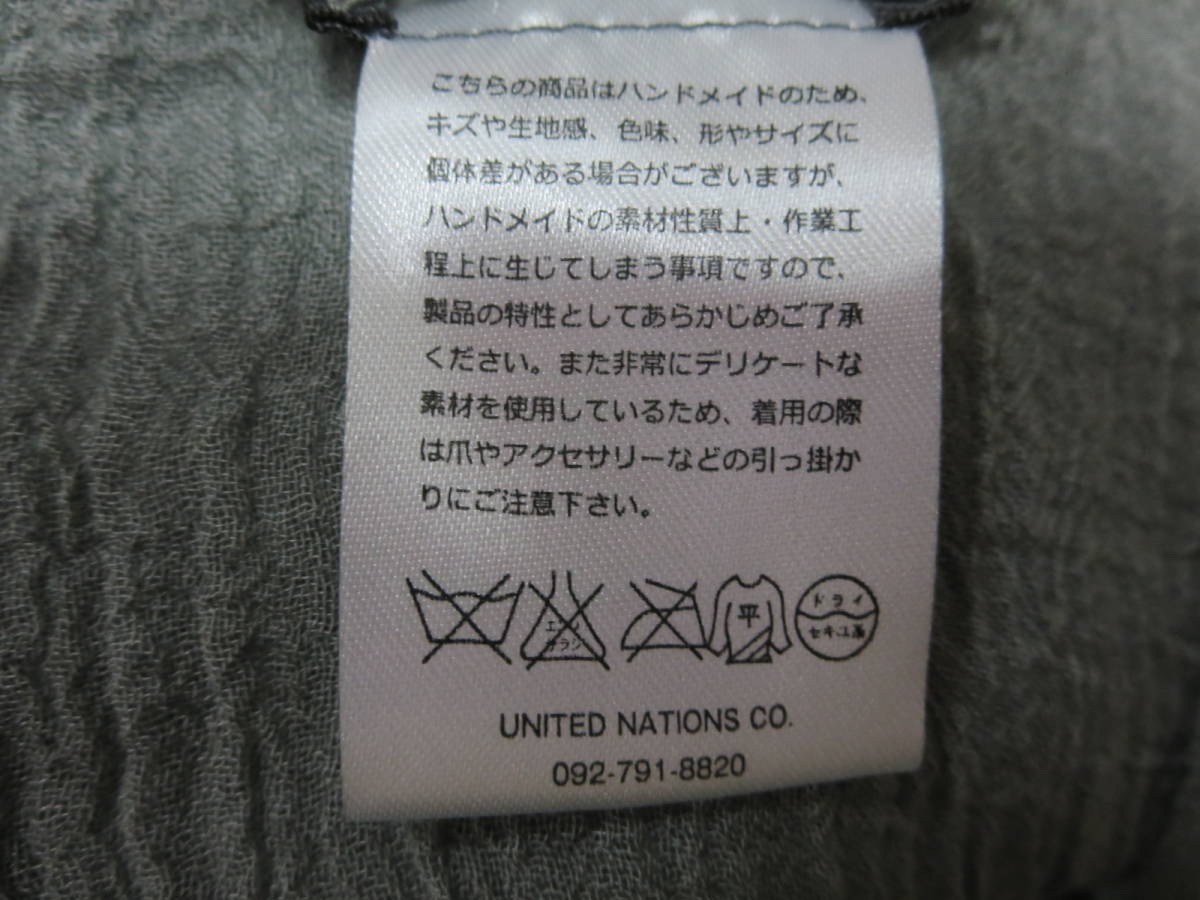 こちらの商品はハンドメイドのため、
キズや生地感、色味、形やサイズに
個体差がある場合がございますが、
ハンドメイドの素材性質上・作業工
程上に生じてしまう事項ですので、
製品の特性としてあらかじめご了承
ください。また非常にデリケートな
素材を使用しているため、着用の際
は爪やアクセサリーなどの引っ掛か
りにご注意下さい。
エンソ
サラシ
平
ドライ
セキユ系
UNITED NATIONS CO.
092-791-8820